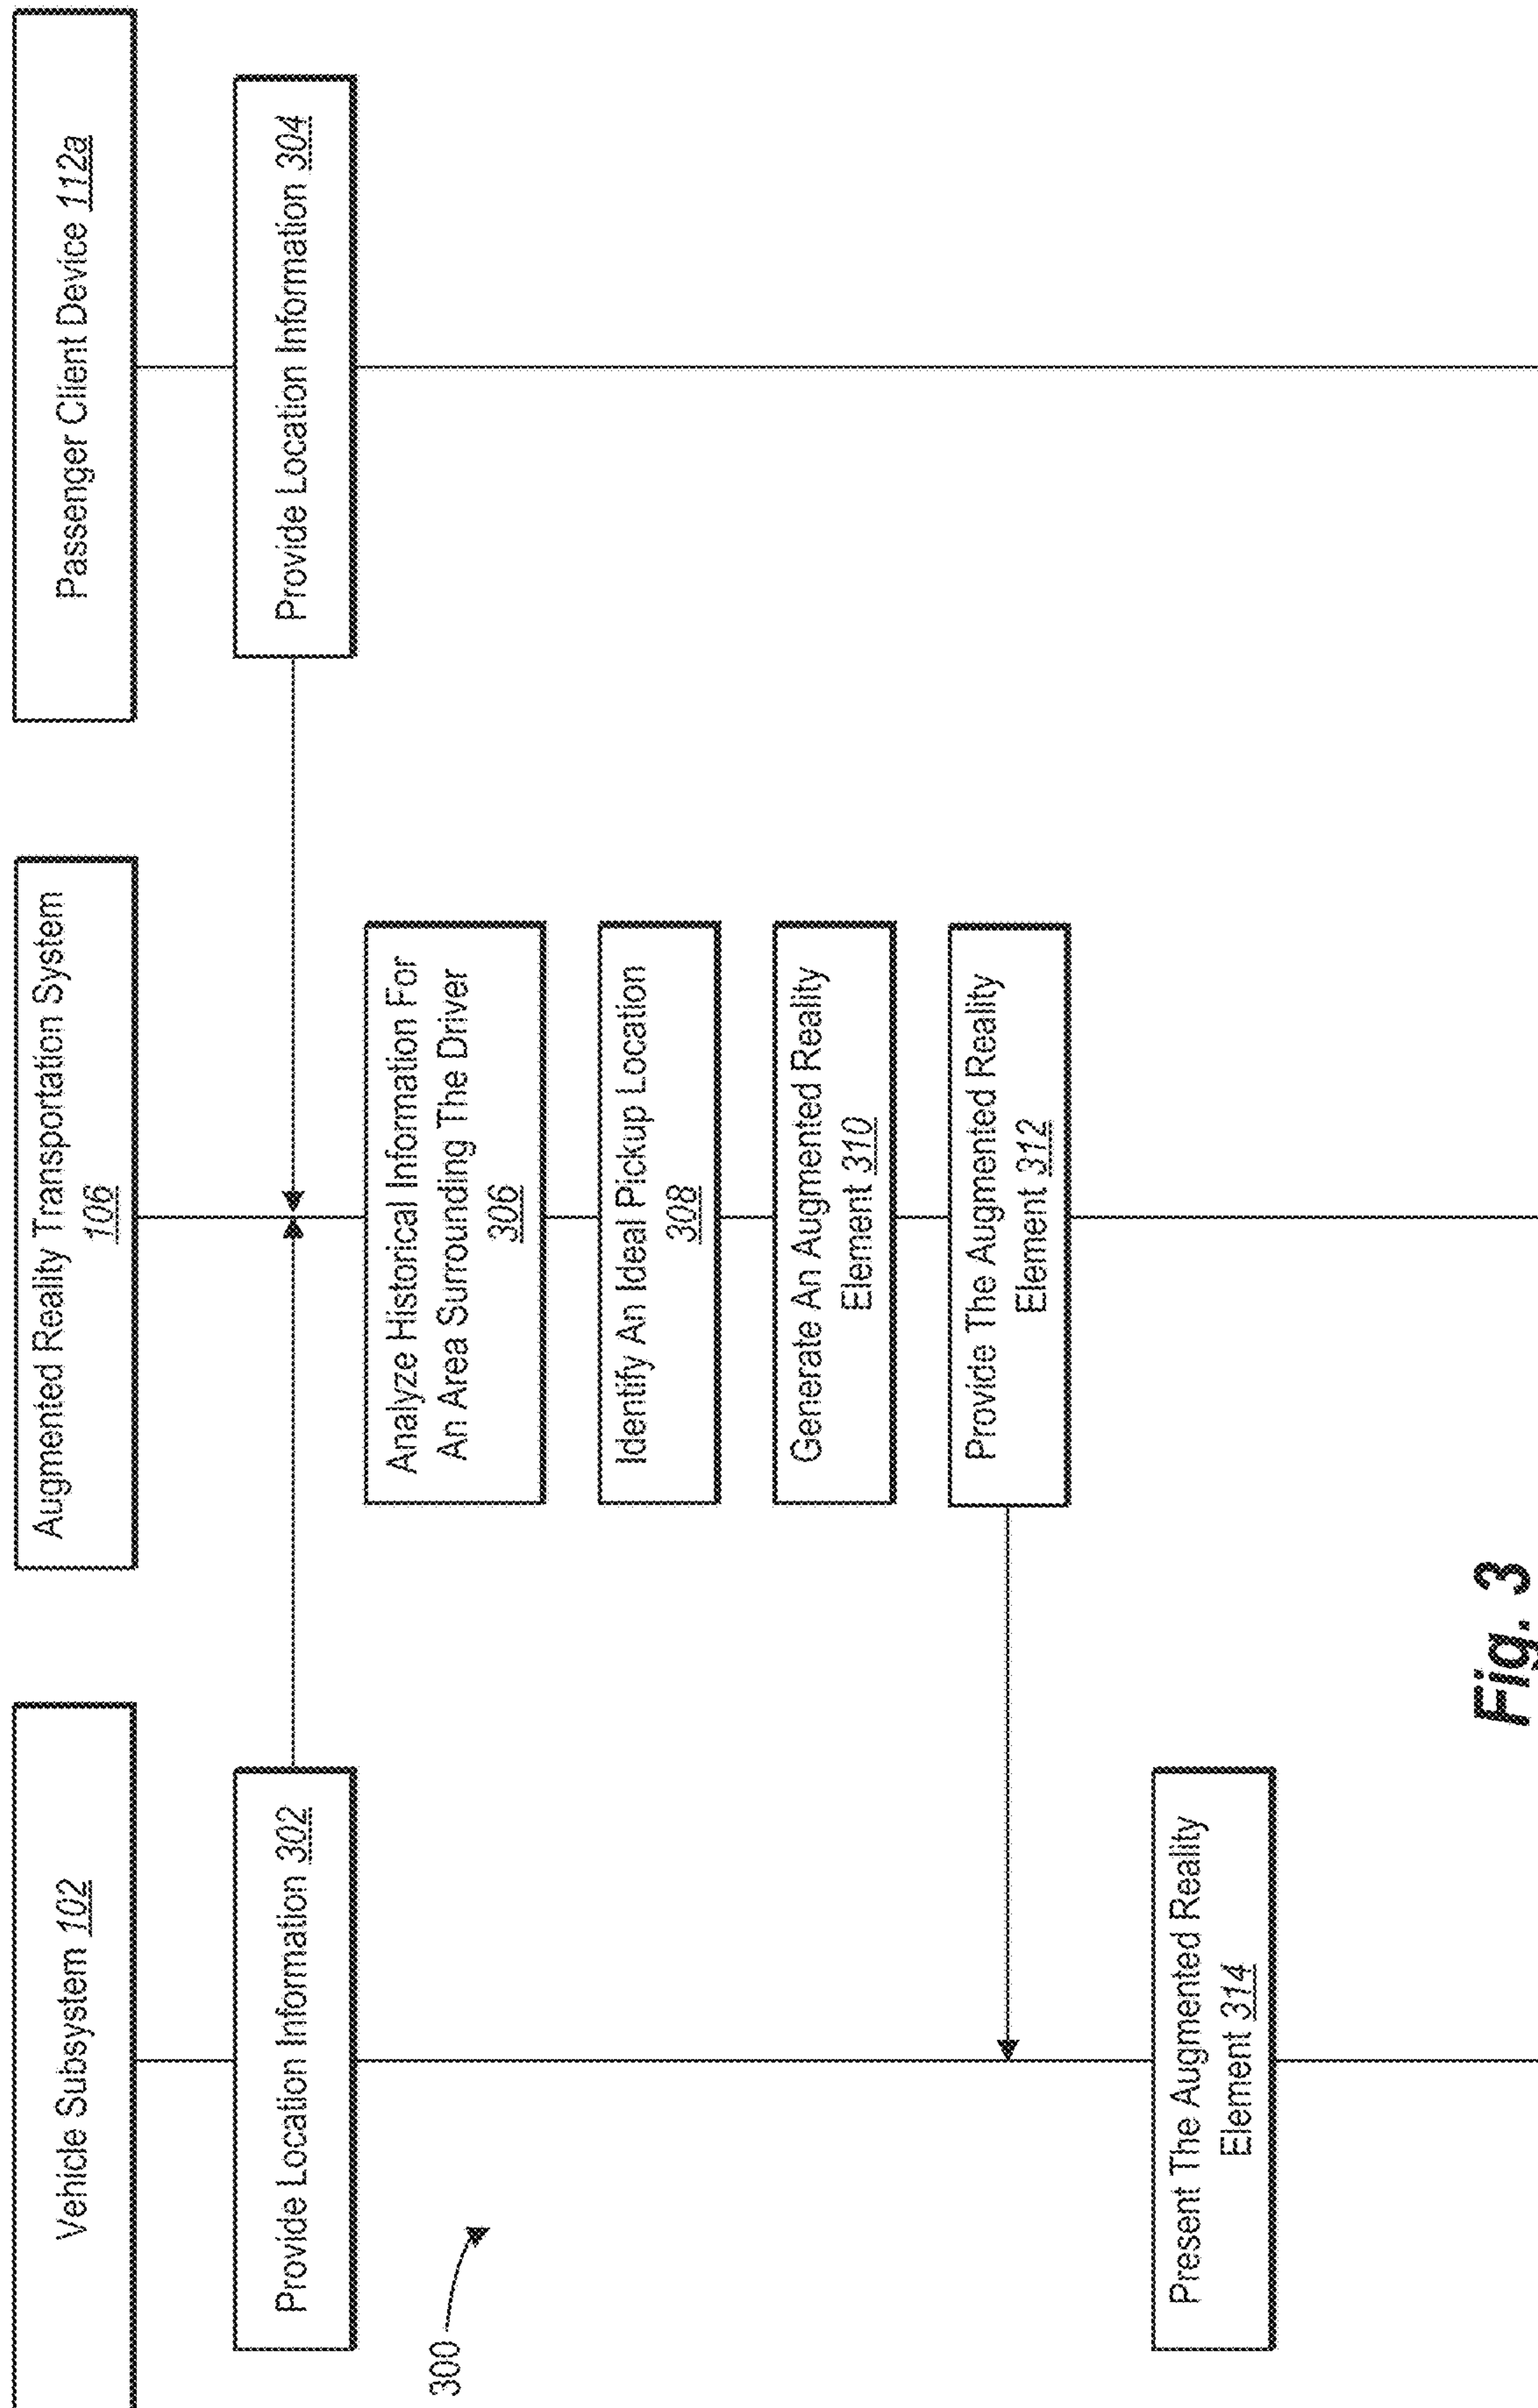 Vehicle Subsystem 102
Augmented Reality Transportation System
106
Passenger Client Device 112a
Provide Location Information 302
Provide Location Information 304
300
Analyze Historical Information For
An Area Surrounding The Driver
306
Identify An Ideal Pickup Location
308
Generate An Augmented Reality
Element 310
Provide The Augmented Reality
Element 312
Present The Augmented Reality
Element 314
Fig. 3